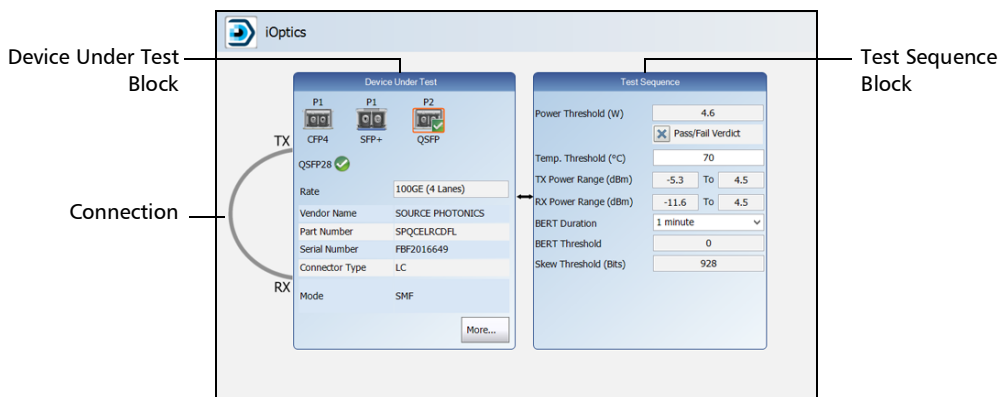 iOptics
Device Under Test
Block
Test Sequence
Block
Connection
Device Under Test
P1 P1 P2
CFP4 SFP+ QSFP
TX
QSFP28
Rate 100GE (4 Lanes)
Vendor Name SOURCE PHOTONICS
Part Number SPQCELRCDFL
Serial Number FBF2016649
Connector Type LC
RX
Mode SMF
More...
Test Sequence
Power Threshold (W) 4.6
Pass/Fail Verdict
Temp. Threshold (°C) 70
TX Power Range (dBm) -5.3 To 4.5
RX Power Range (dBm) -11.6 To 4.5
BERT Duration 1 minute
BERT Threshold 0
Skew Threshold (Bits) 928